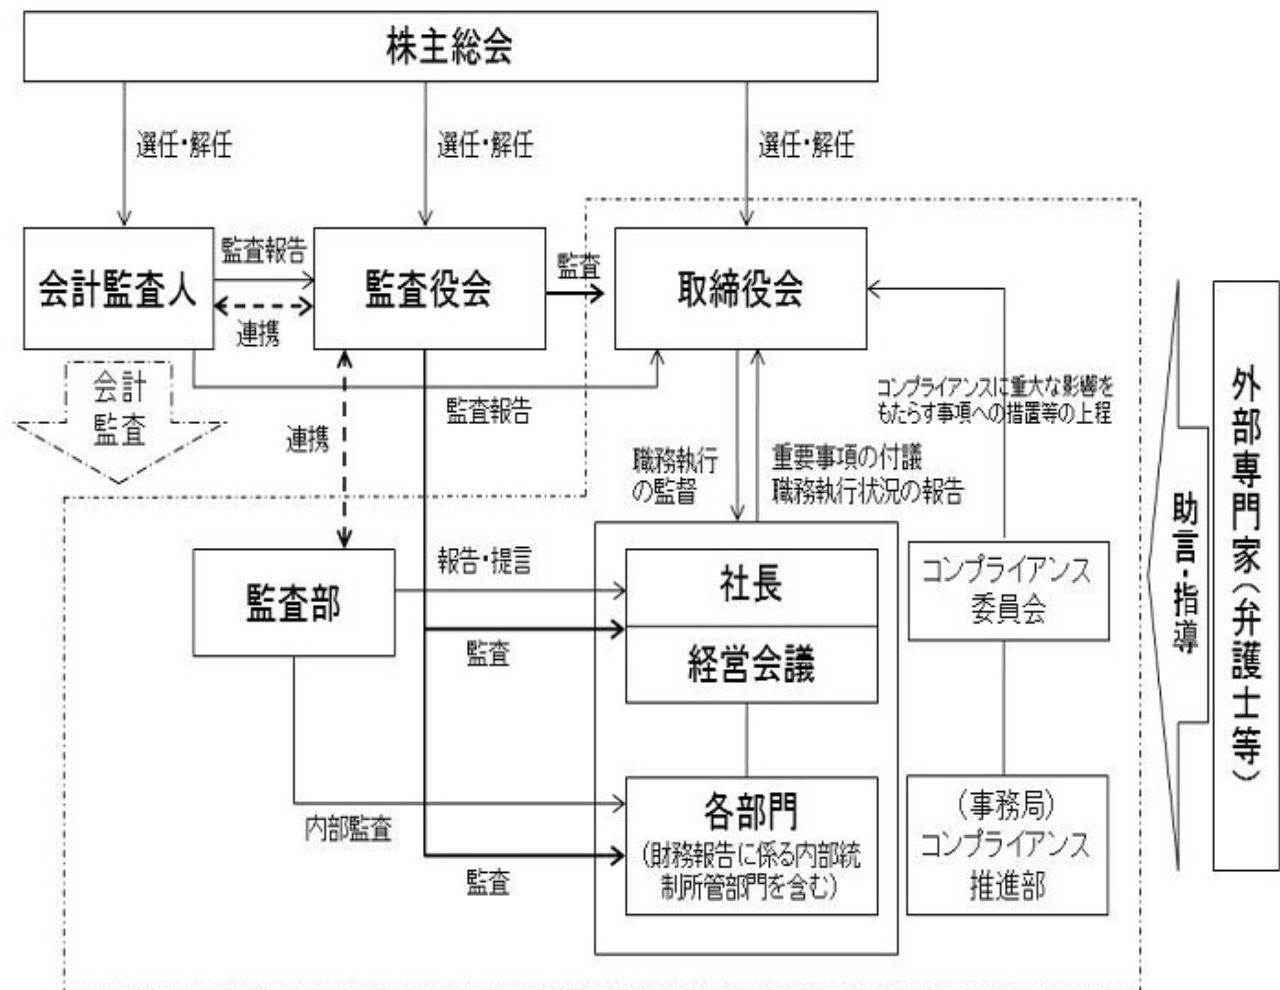 株主総会
選任・解任
選任・解任
選任・解任
会計監査人
監査報告
連携
監査役会
監査
取締役会
会計
監査
監査報告
連携
コンプライアンスに重大な影響を
もたらす事項への措置等の上程
職務執行
の監督
重要事項の付議
職務執行状況の報告
監査部
報告・提言
監査
社長
経営会議
コンプライアンス
委員会
内部監査
監査
各部門
(財務報告に係る内部統
制所管部門を含む)
(事務局)
コンプライアンス
推進部
助言・指導
外部専門家(弁護士等)